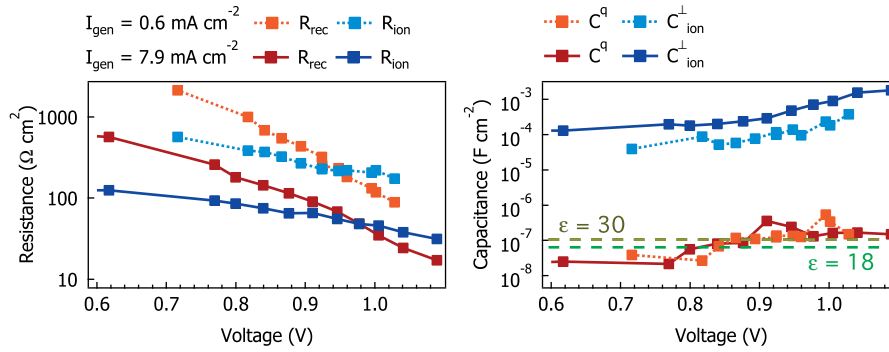 I_gen = 0.6 mA cm⁻² R_rec R_ion
I_gen = 7.9 mA cm⁻² R_rec R_ion
1000
100
10
Resistance (Ω cm²)
0.6 0.7 0.8 0.9 1.0
Voltage (V)
C^q C^⊥_ion
C^q C^⊥_ion
10⁻³
10⁻⁴
10⁻⁵
10⁻⁶
10⁻⁷
10⁻⁸
Capacitance (F cm⁻²)
ε = 30
ε = 18
0.6 0.7 0.8 0.9 1.0
Voltage (V)